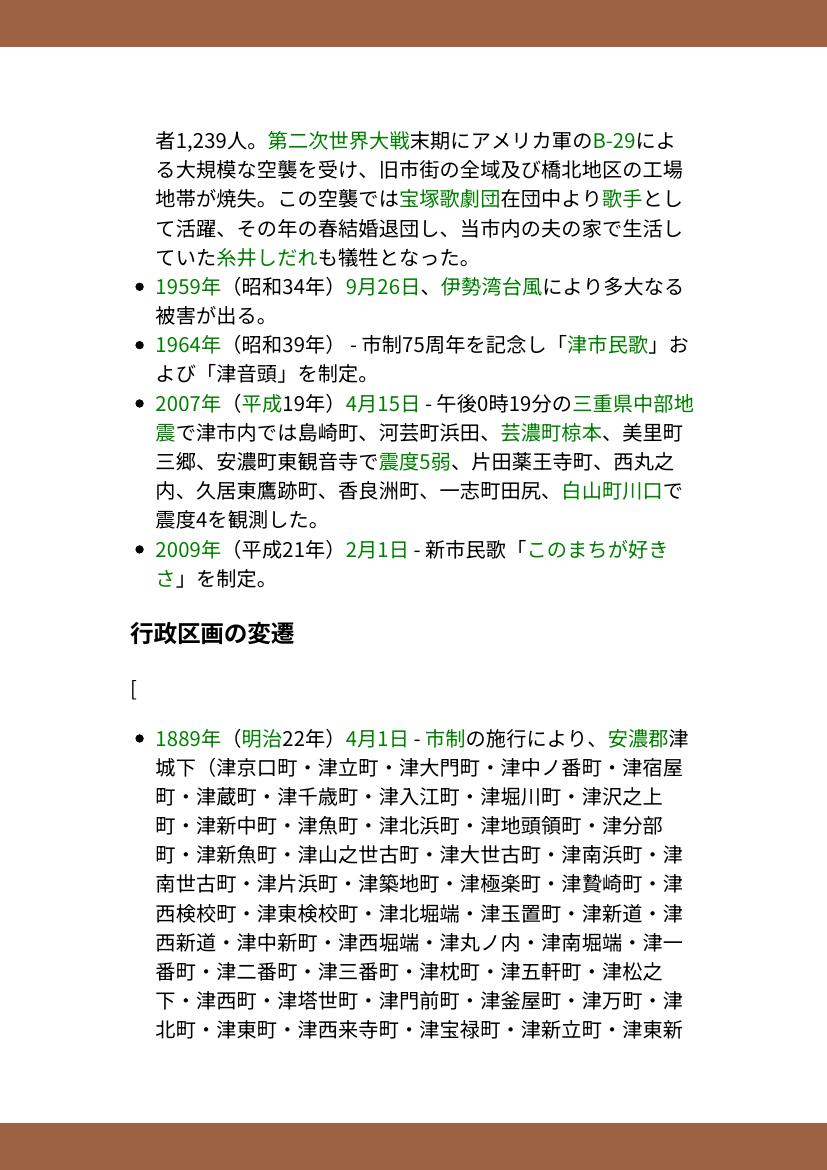 者1,239人。第二次世界大戦末期にアメリカ軍のB-29によ
る大規模な空襲を受け、旧市街の全域及び橋北地区の工場
地帯が焼失。この空襲では宝塚歌劇団在団中より歌手とし
て活躍、その年の春結婚退団し、当市内の夫の家で生活し
ていた糸井しだれも犠牲となった。
• 1959年（昭和34年）9月26日、伊勢湾台風により多大なる
被害が出る。
• 1964年（昭和39年） - 市制75周年を記念し「津市民歌」お
よび「津音頭」を制定。
• 2007年（平成19年）4月15日 - 午後0時19分の三重県中部地
震で津市内では島崎町、河芸町浜田、芸濃町椋本、美里町
三郷、安濃町東観音寺で震度5弱、片田薬王寺町、西丸之
内、久居東鷹跡町、香良洲町、一志町田尻、白山町川口で
震度4を観測した。
• 2009年（平成21年）2月1日 - 新市民歌「このまちが好き
さ」を制定。
行政区画の変遷
[
• 1889年（明治22年）4月1日 - 市制の施行により、安濃郡津
城下（津京口町・津立町・津大門町・津中ノ番町・津宿屋
町・津蔵町・津千歳町・津入江町・津堀川町・津沢之上
町・津新中町・津魚町・津北浜町・津地頭領町・津分部
町・津新魚町・津山之世古町・津大世古町・津南浜町・津
南世古町・津片浜町・津築地町・津極楽町・津贄崎町・津
西検校町・津東検校町・津北堀端・津玉置町・津新道・津
西新道・津中新町・津西堀端・津丸ノ内・津南堀端・津一
番町・津二番町・津三番町・津枕町・津五軒町・津松之
下・津西町・津塔世町・津門前町・津釜屋町・津万町・津
北町・津東町・津西来寺町・津宝禄町・津新立町・津東新